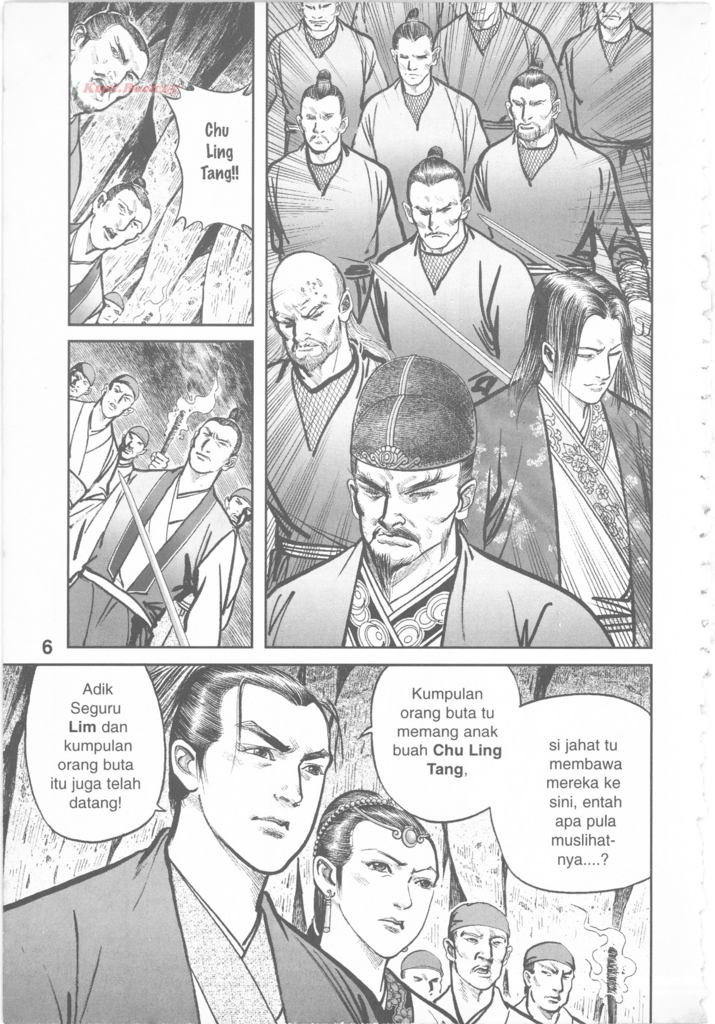 Chu
Ling
Tang!!
6
Adik
Seguru
Lim dan
kumpulan
orang buta
itu juga telah
datang!
Kumpulan
orang buta tu
memang anak
buah Chu Ling
Tang,
si jahat tu
membawa
mereka ke
sini, entah
apa pula
muslihat-
nya....?